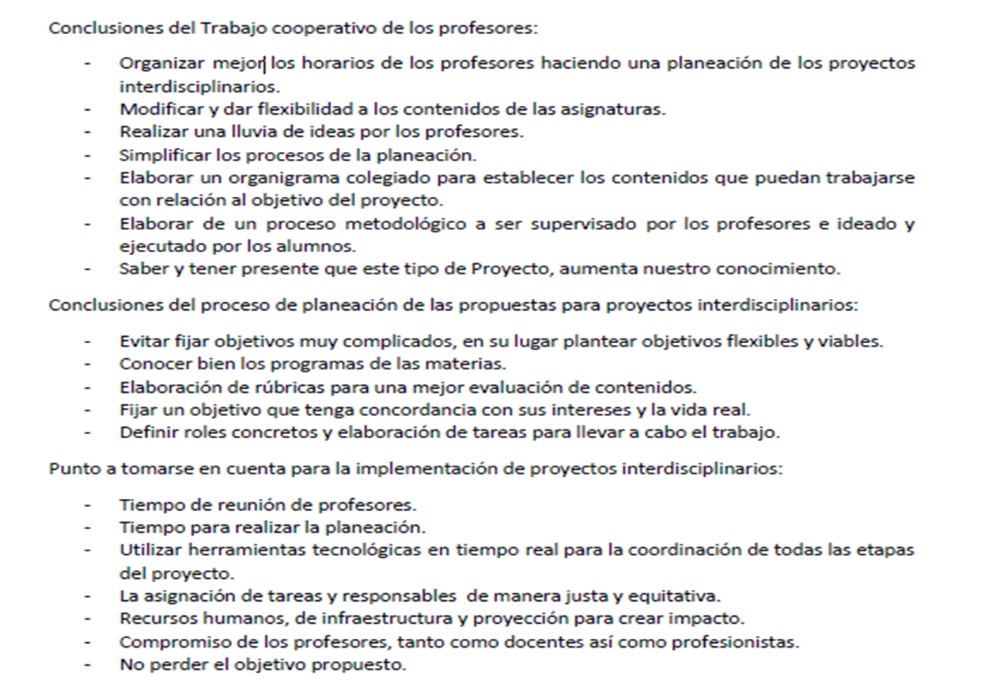 Conclusiones del Trabajo cooperativo de los profesores:
- Organizar mejor los horarios de los profesores haciendo una planeación de los proyectos
interdisciplinarios.
- Modificar y dar flexibilidad a los contenidos de las asignaturas.
- Realizar una lluvia de ideas por los profesores.
- Simplificar los procesos de la planeación.
- Elaborar un organigrama colegiado para establecer los contenidos que puedan trabajarse
con relación al objetivo del proyecto.
- Elaborar de un proceso metodológico a ser supervisado por los profesores e ideado y
ejecutado por los alumnos.
- Saber y tener presente que este tipo de Proyecto, aumenta nuestro conocimiento.
Conclusiones del proceso de planeación de las propuestas para proyectos interdisciplinarios:
- Evitar fijar objetivos muy complicados, en su lugar plantear objetivos flexibles y viables.
- Conocer bien los programas de las materias.
- Elaboración de rúbricas para una mejor evaluación de contenidos.
- Fijar un objetivo que tenga concordancia con sus intereses y la vida real.
- Definir roles concretos y elaboración de tareas para llevar a cabo el trabajo.
Punto a tomarse en cuenta para la implementación de proyectos interdisciplinarios:
- Tiempo de reunión de profesores.
- Tiempo para realizar la planeación.
- Utilizar herramientas tecnológicas en tiempo real para la coordinación de todas las etapas
del proyecto.
- La asignación de tareas y responsables  de manera justa y equitativa.
- Recursos humanos, de infraestructura y proyección para crear impacto.
- Compromiso de los profesores, tanto como docentes así como profesionistas.
- No perder el objetivo propuesto.